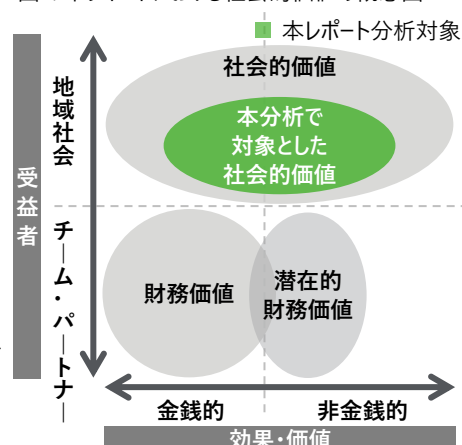 本レポート分析対象
社会的価値
本分析で
対象とした
社会的価値
地域社会
受益者
チーム・パートナー
財務価値
潜在的
財務価値
金銭的
非金銭的
効果・価値